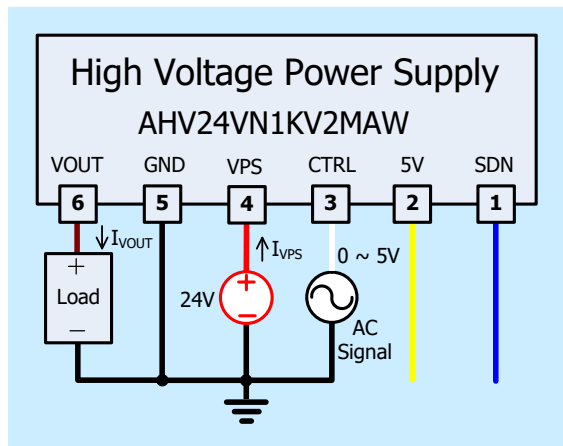 High Voltage Power Supply
AHV24VN1KV2MAW
VOUT GND VPS CTRL 5V SDN
6 5 4 3 2 1
↓IVOUT ↑IVPS 0 ~ 5V
+
Load
−
24V
+
−
AC
Signal